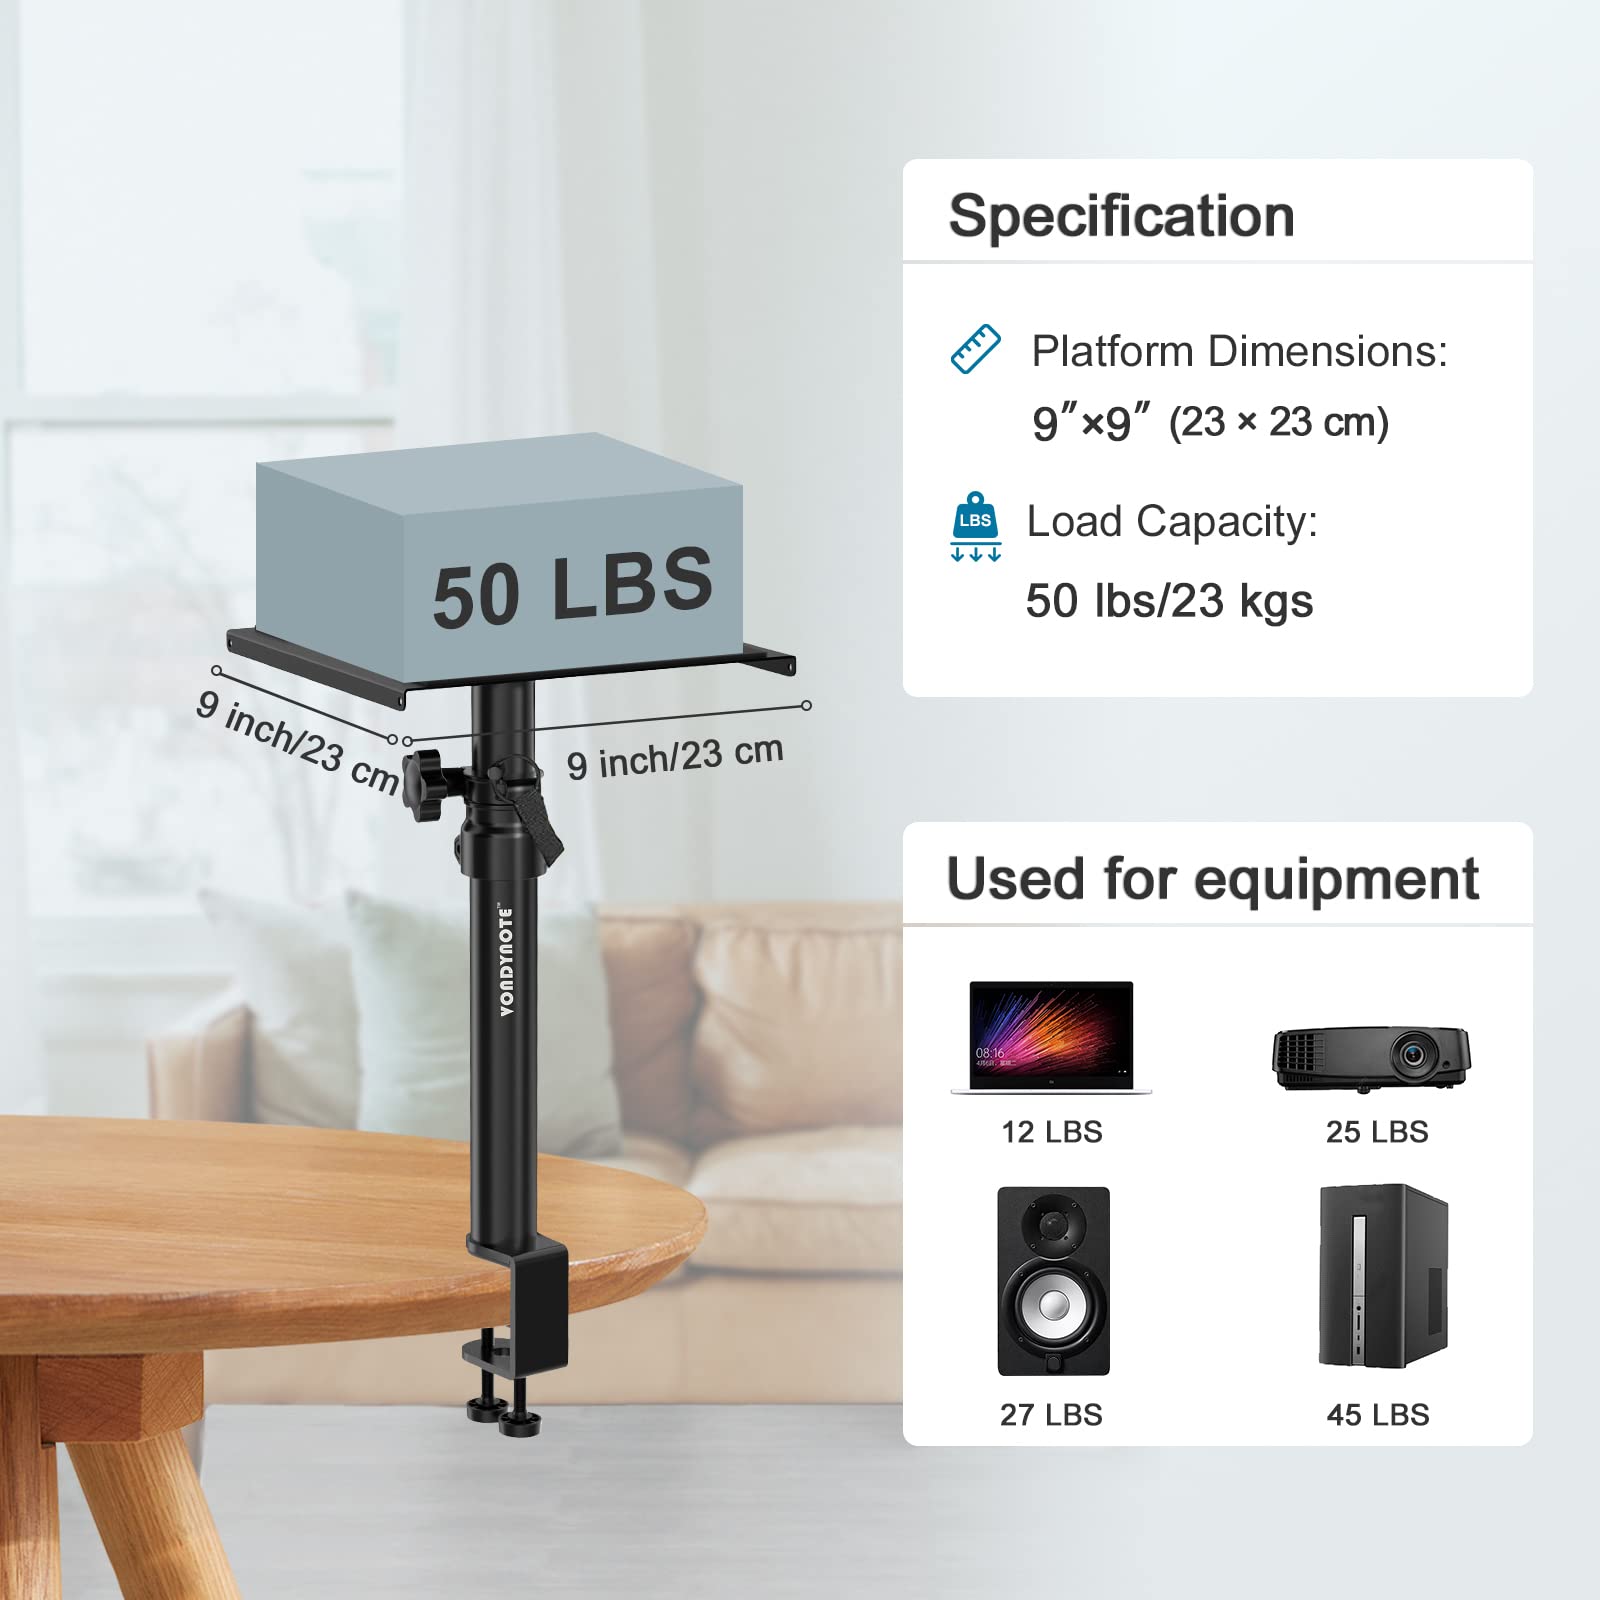 Specification
Platform Dimensions:
9″×9″ (23 × 23 cm)
LBS
Load Capacity:
50 lbs/23 kgs
50 LBS
9 inch/23 cm
9 inch/23 cm
VONDYNOTE™
Used for equipment
08:16
12 LBS
25 LBS
27 LBS
45 LBS